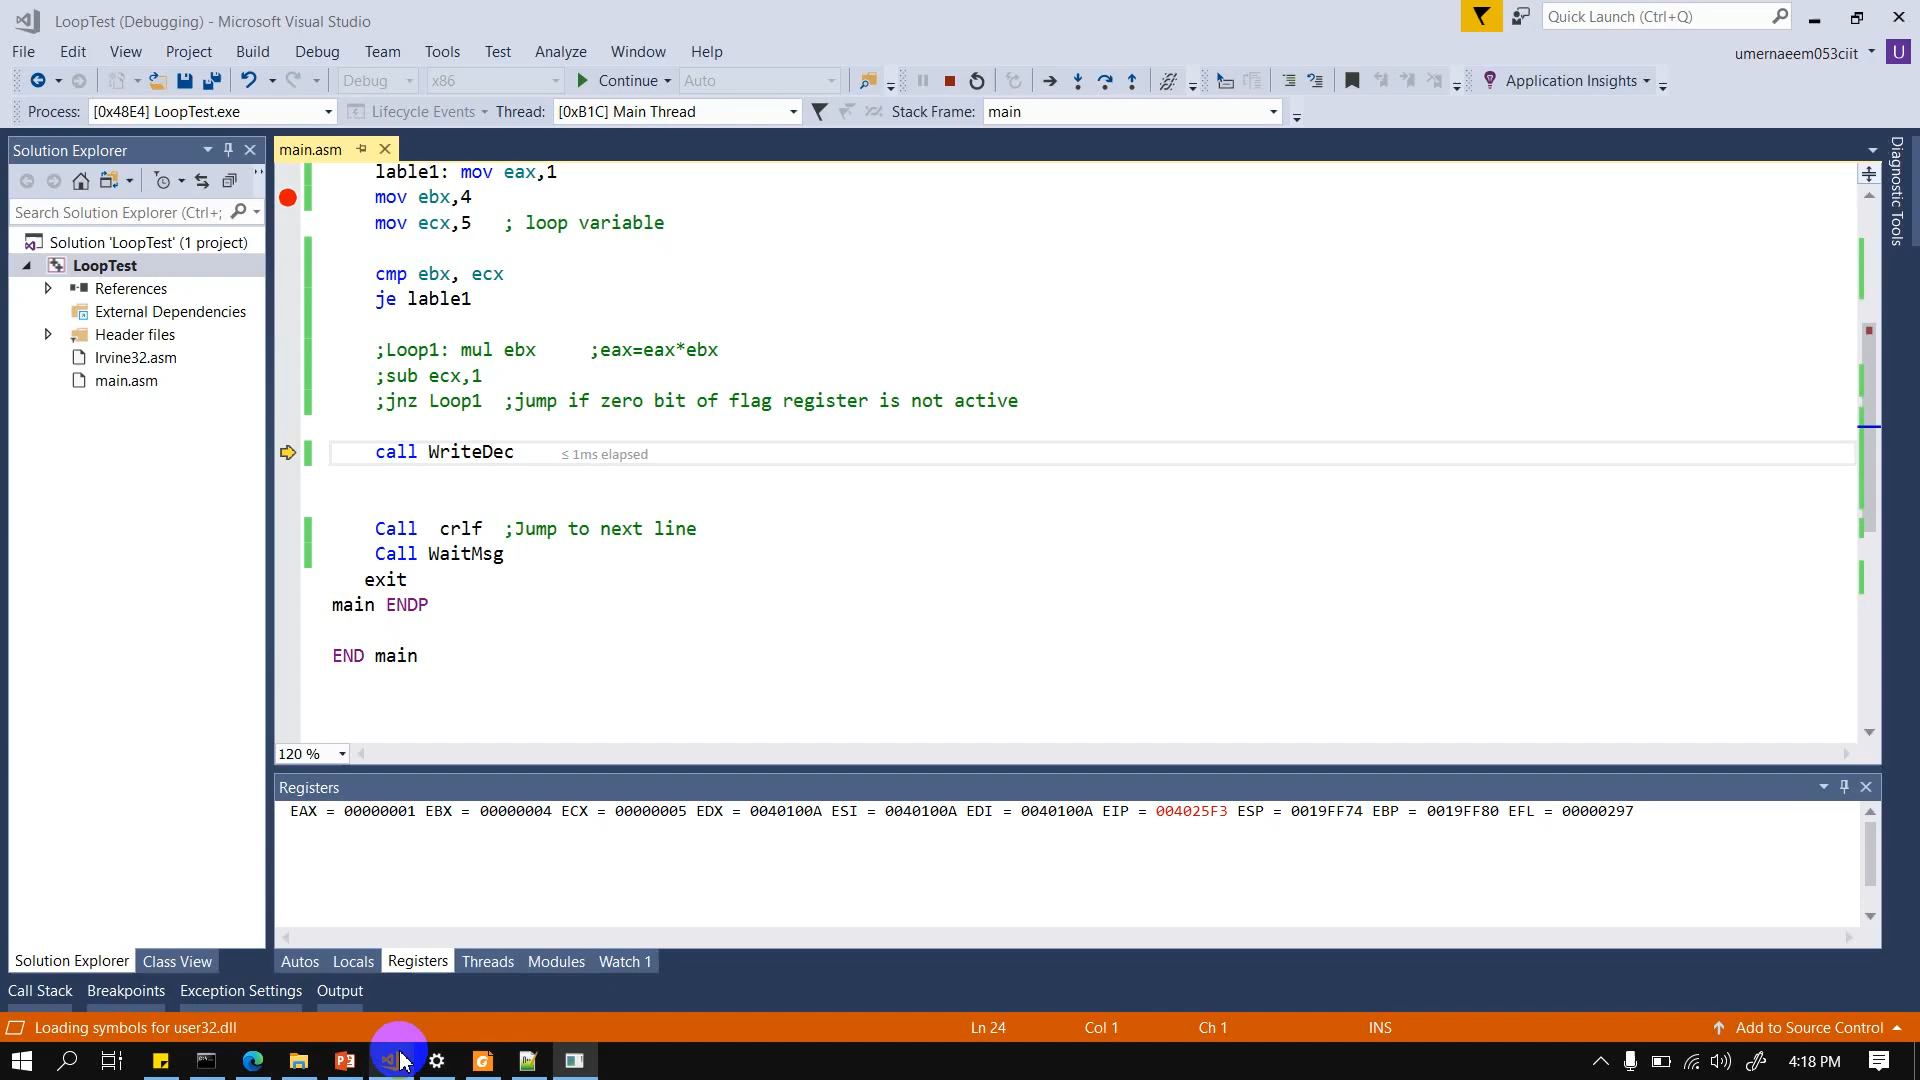 LoopTest (Debugging) - Microsoft Visual Studio
Quick Launch (Ctrl+Q)
File Edit View Project Build Debug Team Tools Test Analyze Window Help
umernaeem053ciit U
Debug x86 Continue Auto Application Insights
Process: [0x48E4] LoopTest.exe Lifecycle Events Thread: [0xB1C] Main Thread Stack Frame: main
Solution Explorer
Search Solution Explorer (Ctrl+;
Solution 'LoopTest' (1 project)
LoopTest
References
External Dependencies
Header files
Irvine32.asm
main.asm
main.asm
lable1: mov eax,1
mov ebx,4
mov ecx,5 ; loop variable
cmp ebx, ecx
je lable1
;Loop1: mul ebx ;eax=eax*ebx
;sub ecx,1
;jnz Loop1 ;jump if zero bit of flag register is not active
call WriteDec ≤ 1ms elapsed
Call crlf ;Jump to next line
Call WaitMsg
exit
main ENDP
END main
120 %
Diagnostic Tools
Registers
EAX = 00000001 EBX = 00000004 ECX = 00000005 EDX = 0040100A ESI = 0040100A EDI = 0040100A EIP = 004025F3 ESP = 0019FF74 EBP = 0019FF80 EFL = 00000297
Solution Explorer Class View
Autos Locals Registers Threads Modules Watch 1
Call Stack Breakpoints Exception Settings Output
Loading symbols for user32.dll Ln 24 Col 1 Ch 1 INS Add to Source Control
4:18 PM